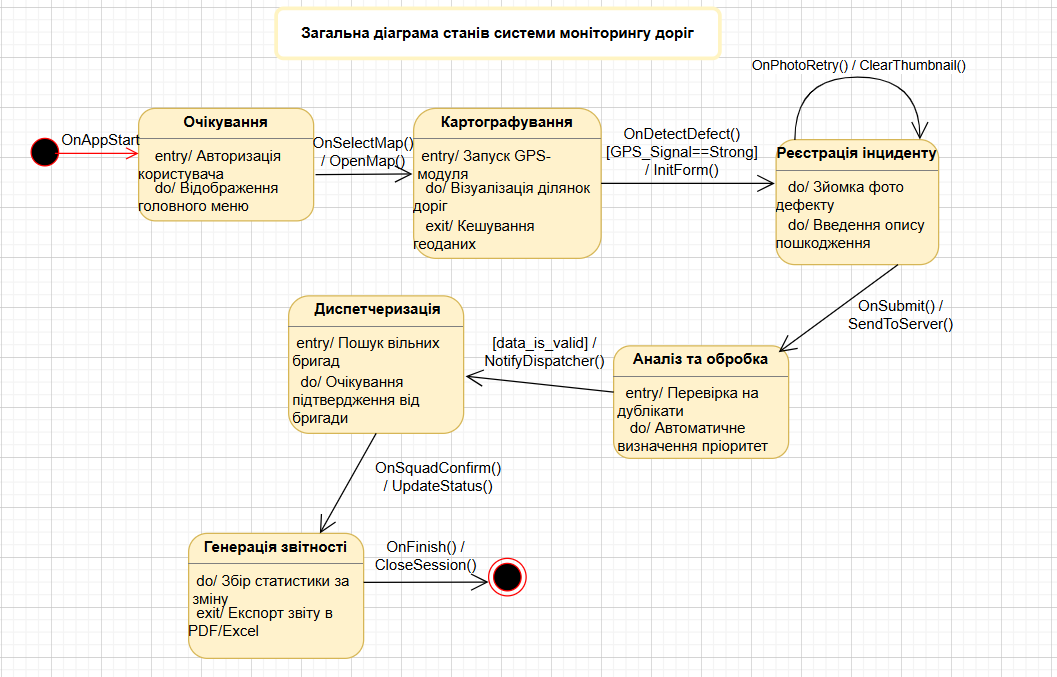 Загальна діаграма станів системи моніторингу доріг
OnPhotoRetry() / ClearThumbnail()
OnAppStart
Очікування
entry/ Авторизація
користувача
do/ Відображення
головного меню
OnSelectMap()
/ OpenMap()
Картографування
entry/ Запуск GPS-
модуля
do/ Візуалізація ділянок
доріг
exit/ Кешування
геоданих
OnDetectDefect()
[GPS_Signal==Strong]
/ InitForm()
Реєстрація інциденту
do/ Зйомка фото
дефекту
do/ Введення опису
пошкодження
OnSubmit() /
SendToServer()
Аналіз та обробка
entry/ Перевірка на
дублікати
do/ Автоматичне
визначення пріоритет
[data_is_valid] /
NotifyDispatcher()
Диспетчеризація
entry/ Пошук вільних
бригад
do/ Очікування
підтвердження від
бригади
OnSquadConfirm()
/ UpdateStatus()
Генерація звітності
do/ Збір статистики за
зміну
exit/ Експорт звіту в
PDF/Excel
OnFinish() /
CloseSession()